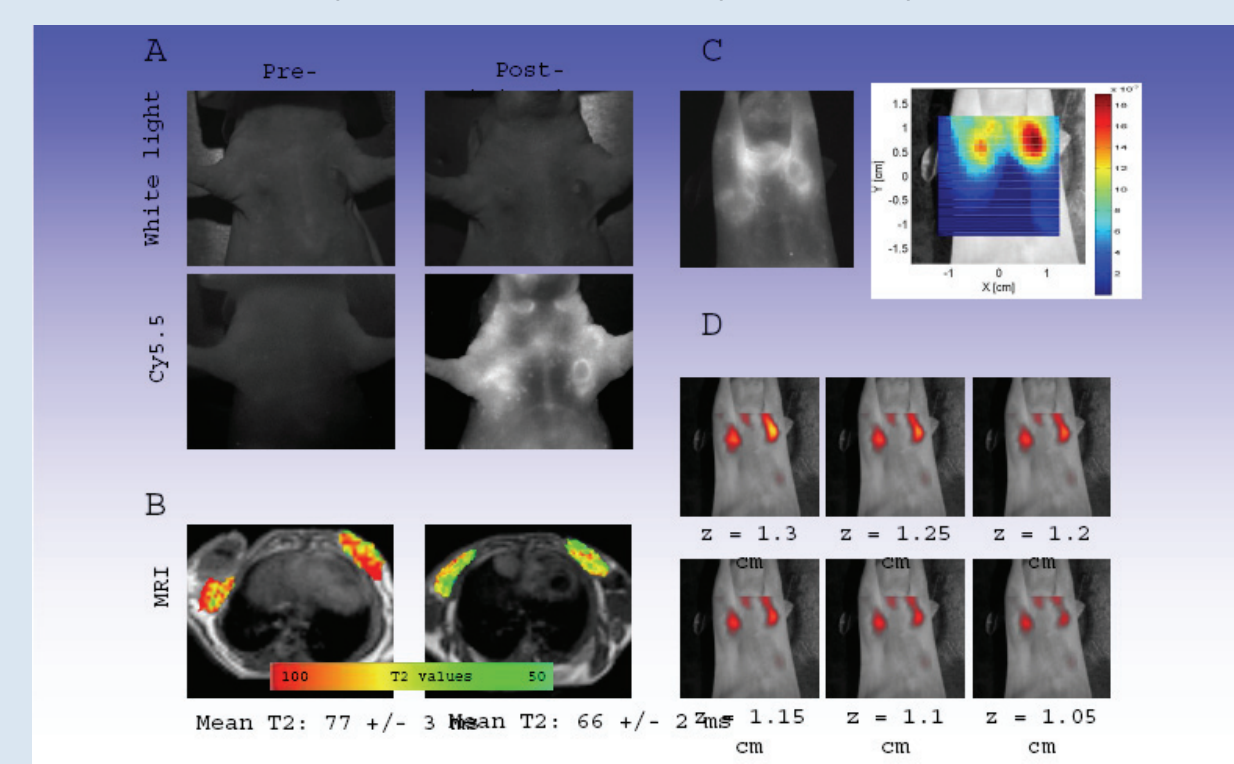 A
Pre-
Post-
White light
Cy5.5
B
MRI
100 T2 values 50
Mean T2: 77 +/- 3 ms
Mean T2: 66 +/- 2 ms
C
1.5
1
0.5
0
-0.5
-1
-1.5
Y [cm]
-1 0 1
X [cm]
18
16
14
12
10
8
6
4
2
D
z = 1.3 cm
z = 1.25 cm
z = 1.2 cm
z = 1.15 cm
z = 1.1 cm
z = 1.05 cm